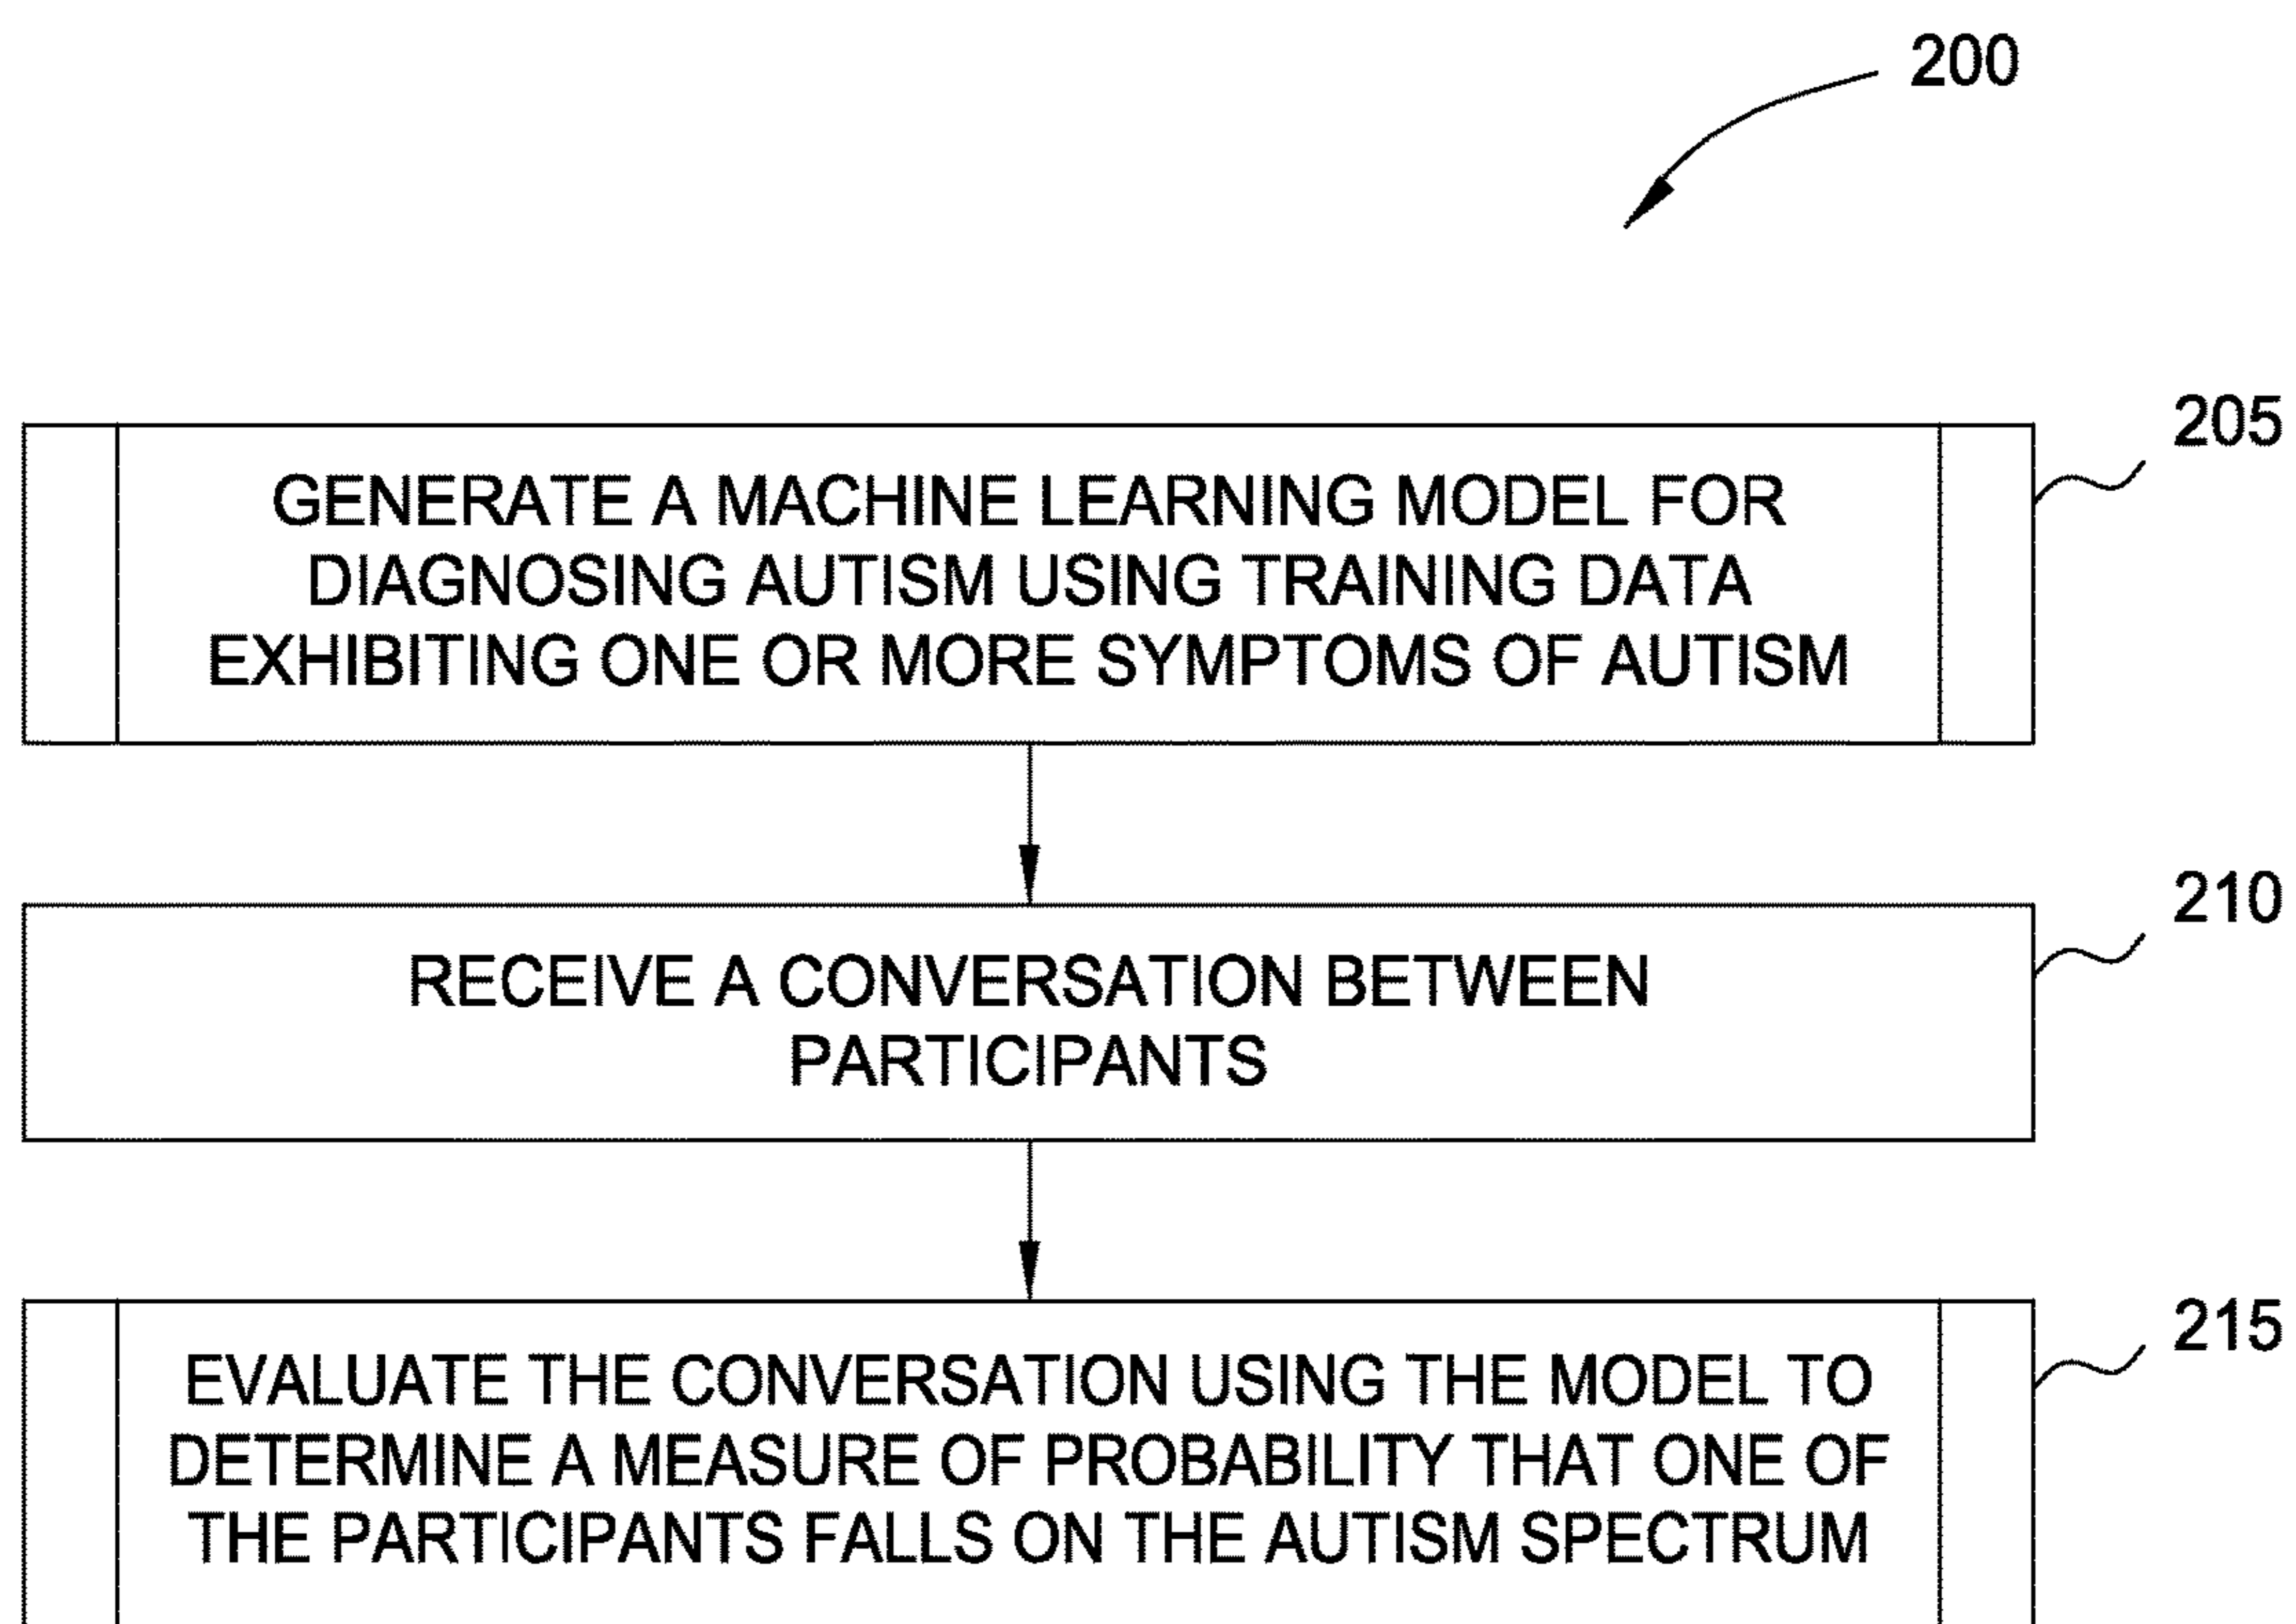 200
205
GENERATE A MACHINE LEARNING MODEL FOR
DIAGNOSING AUTISM USING TRAINING DATA
EXHIBITING ONE OR MORE SYMPTOMS OF AUTISM
210
RECEIVE A CONVERSATION BETWEEN
PARTICIPANTS
215
EVALUATE THE CONVERSATION USING THE MODEL TO
DETERMINE A MEASURE OF PROBABILITY THAT ONE OF
THE PARTICIPANTS FALLS ON THE AUTISM SPECTRUM